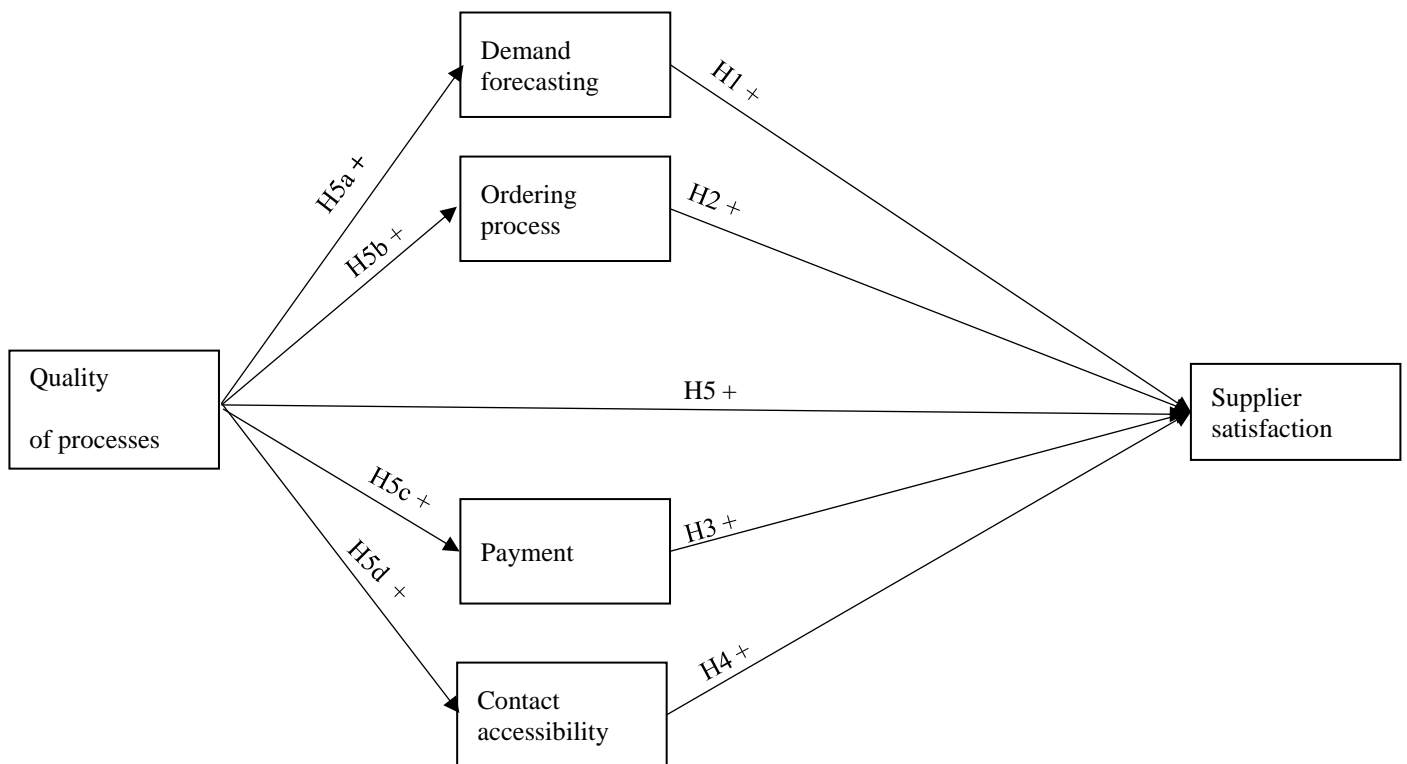 Demand
forecasting
H1 +
H5a +
Ordering
process
H2 +
H5b +
Quality
of processes
H5 +
Supplier
satisfaction
H5c +
Payment
H3 +
H5d +
Contact
accessibility
H4 +